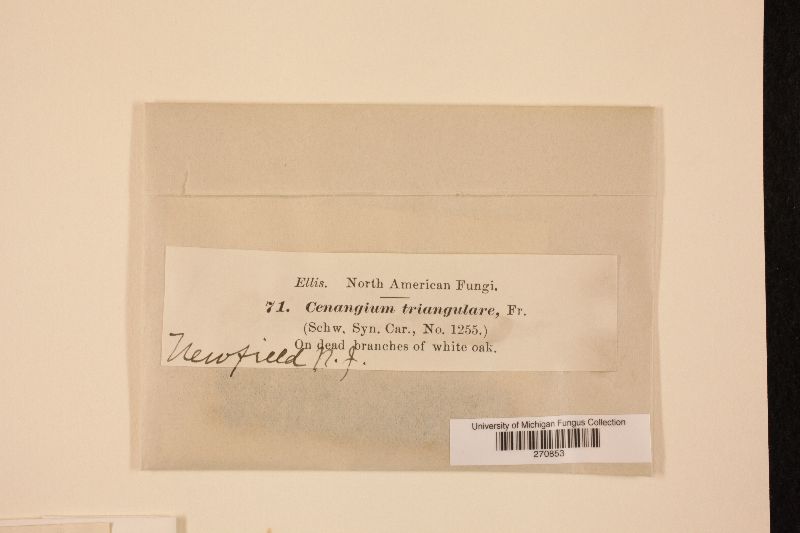 Ellis. North American Fungi.
71. Cenangium triangulare, Fr.
(Schw. Syn. Car., No. 1255.)
On dead branches of white oak.
Newfield N. J.
University of Michigan Fungus Collection
270853